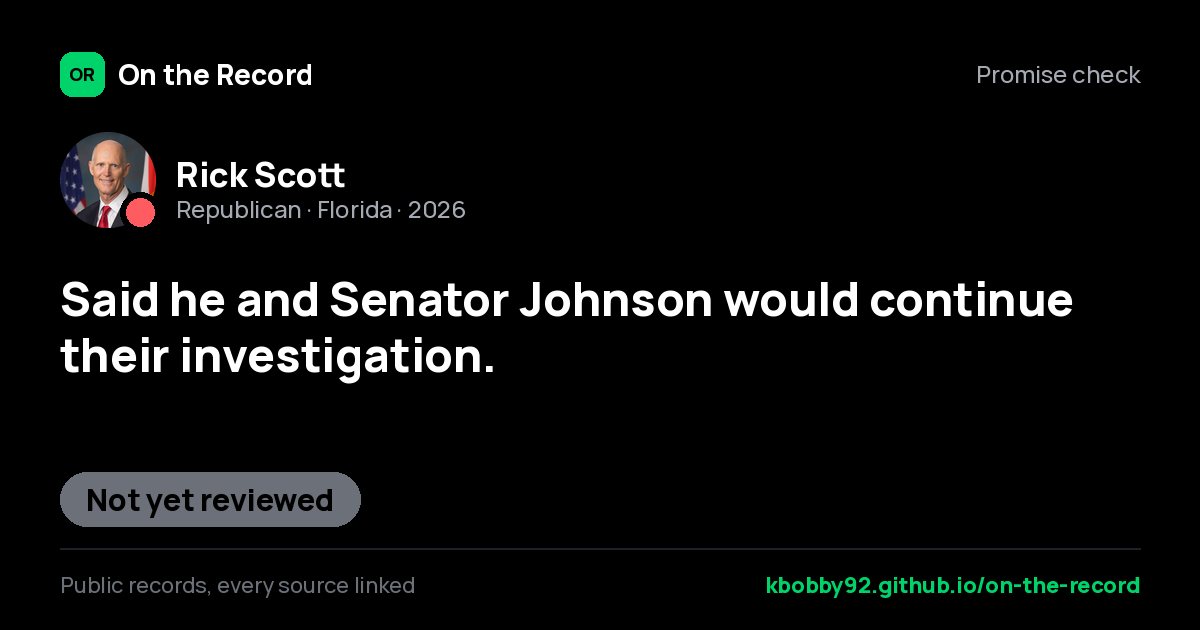 OR On the Record
Promise check
Rick Scott
Republican · Florida · 2026
Said he and Senator Johnson would continue
their investigation.
Not yet reviewed
Public records, every source linked
kbobby92.github.io/on-the-record